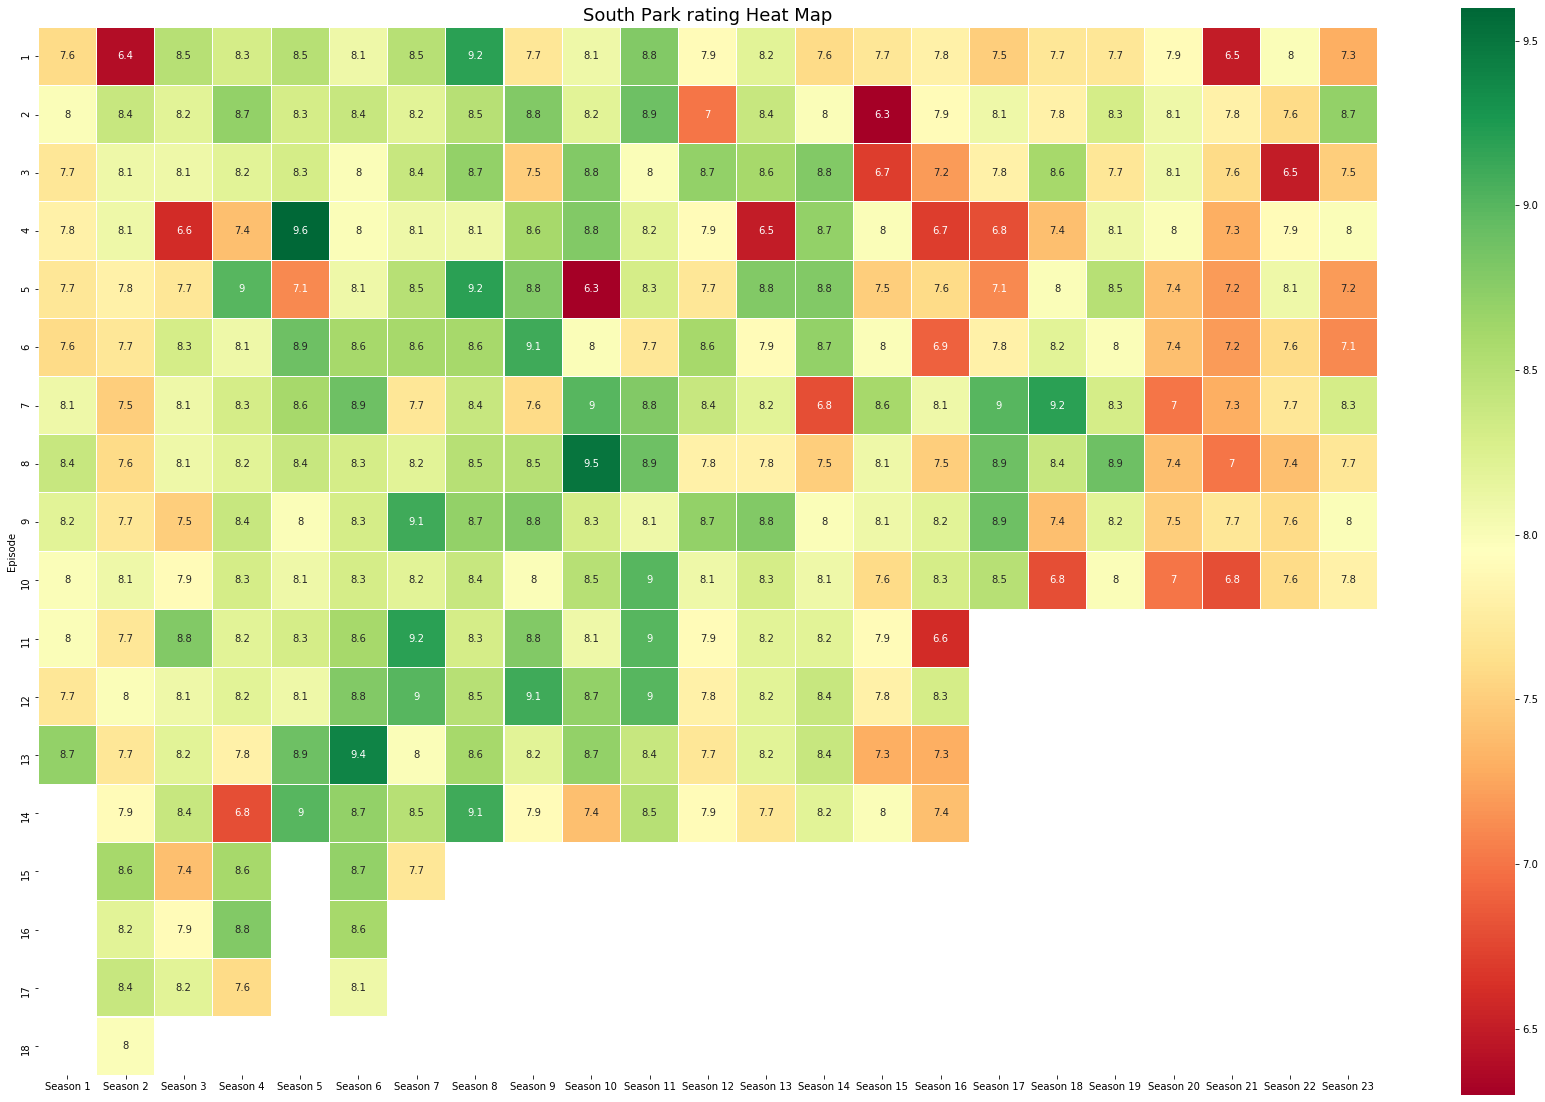 South Park rating Heat Map
1 7.6 6.4 8.5 8.3 8.5 8.1 8.5 9.2 7.7 8.1 8.8 7.9 8.2 7.6 7.7 7.8 7.5 7.7 7.7 7.9 6.5 8 7.3
2 8 8.4 8.2 8.7 8.3 8.4 8.2 8.5 8.8 8.2 8.9 7 8.4 8 6.3 7.9 8.1 7.8 8.3 8.1 7.8 7.6 8.7
3 7.7 8.1 8.1 8.2 8.3 8 8.4 8.7 7.5 8.8 8 8.7 8.6 8.8 6.7 7.2 7.8 8.6 7.7 8.1 7.6 6.5 7.5
4 7.8 8.1 6.6 7.4 9.6 8 8.1 8.1 8.6 8.8 8.2 7.9 6.5 8.7 8 6.7 6.8 7.4 8.1 8 7.3 7.9 8
5 7.7 7.8 7.7 9 7.1 8.1 8.5 9.2 8.8 6.3 8.3 7.7 8.8 8.8 7.5 7.6 7.1 8 8.5 7.4 7.2 8.1 7.2
6 7.6 7.7 8.3 8.1 8.9 8.6 8.6 8.6 9.1 8 7.7 8.6 7.9 8.7 8 6.9 7.8 8.2 8 7.4 7.2 7.6 7.1
7 8.1 7.5 8.1 8.3 8.6 8.9 7.7 8.4 7.6 9 8.8 8.4 8.2 6.8 8.6 8.1 9 9.2 8.3 7 7.3 7.7 8.3
8 8.4 7.6 8.1 8.2 8.4 8.3 8.2 8.5 8.5 9.5 8.9 7.8 7.8 7.5 8.1 7.5 8.9 8.4 8.9 7.4 7 7.4 7.7
9 8.2 7.7 7.5 8.4 8 8.3 9.1 8.7 8.8 8.3 8.1 8.7 8.8 8 8.1 8.2 8.9 7.4 8.2 7.5 7.7 7.6 8
Episode
10 8 8.1 7.9 8.3 8.1 8.3 8.2 8.4 8 8.5 9 8.1 8.3 8.1 7.6 8.3 8.5 6.8 8 7 6.8 7.6 7.8
11 8 7.7 8.8 8.2 8.3 8.6 9.2 8.3 8.8 8.1 9 7.9 8.2 8.2 7.9 6.6
12 7.7 8 8.1 8.2 8.1 8.8 9 8.5 9.1 8.7 9 7.8 8.2 8.4 7.8 8.3
13 8.7 7.7 8.2 7.8 8.9 9.4 8 8.6 8.2 8.7 8.4 7.7 8.2 8.4 7.3 7.3
14 7.9 8.4 6.8 9 8.7 8.5 9.1 7.9 7.4 8.5 7.9 7.7 8.2 8 7.4
15 8.6 7.4 8.6 8.7 7.7
16 8.2 7.9 8.8 8.6
17 8.4 8.2 7.6 8.1
18 8
Season 1 Season 2 Season 3 Season 4 Season 5 Season 6 Season 7 Season 8 Season 9 Season 10 Season 11 Season 12 Season 13 Season 14 Season 15 Season 16 Season 17 Season 18 Season 19 Season 20 Season 21 Season 22 Season 23
9.5
9.0
8.5
8.0
7.5
7.0
6.5